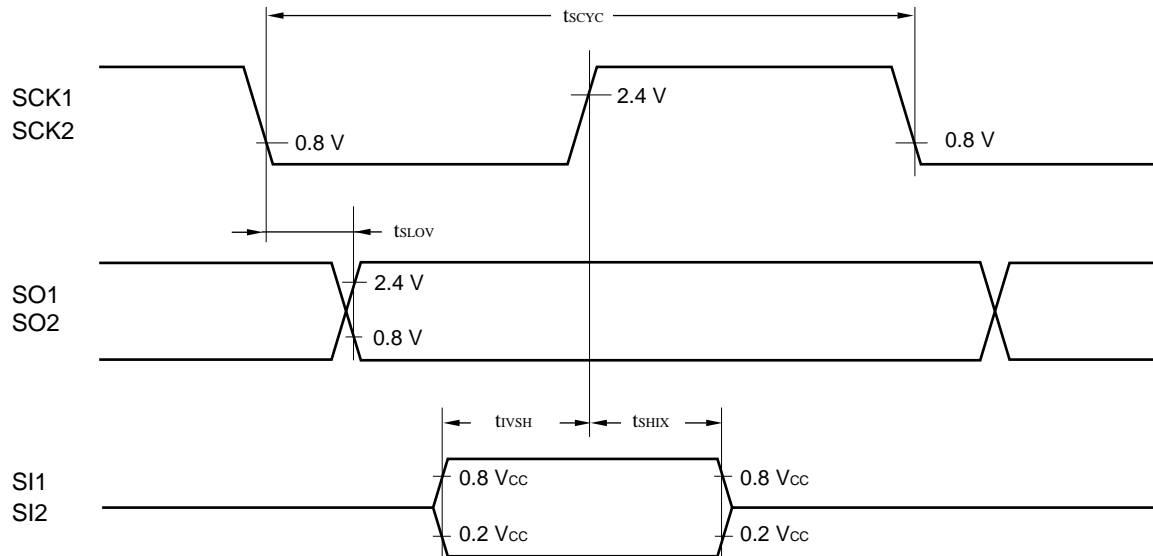 tSCYC
SCK1
SCK2
2.4 V
0.8 V
0.8 V
tSLOV
SO1
SO2
2.4 V
0.8 V
tIVSH
tSHIX
SI1
SI2
0.8 VCC
0.8 VCC
0.2 VCC
0.2 VCC